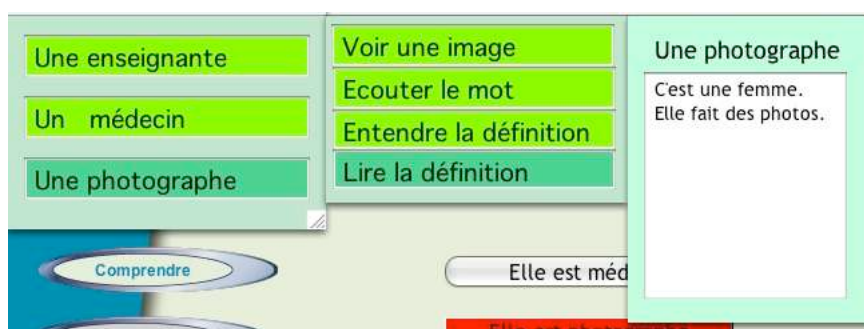 Une enseignante
Un médecin
Une photographe
Voir une image
Ecouter le mot
Entendre la définition
Lire la définition
Une photographe
C'est une femme.
Elle fait des photos.
Comprendre
Elle est méd